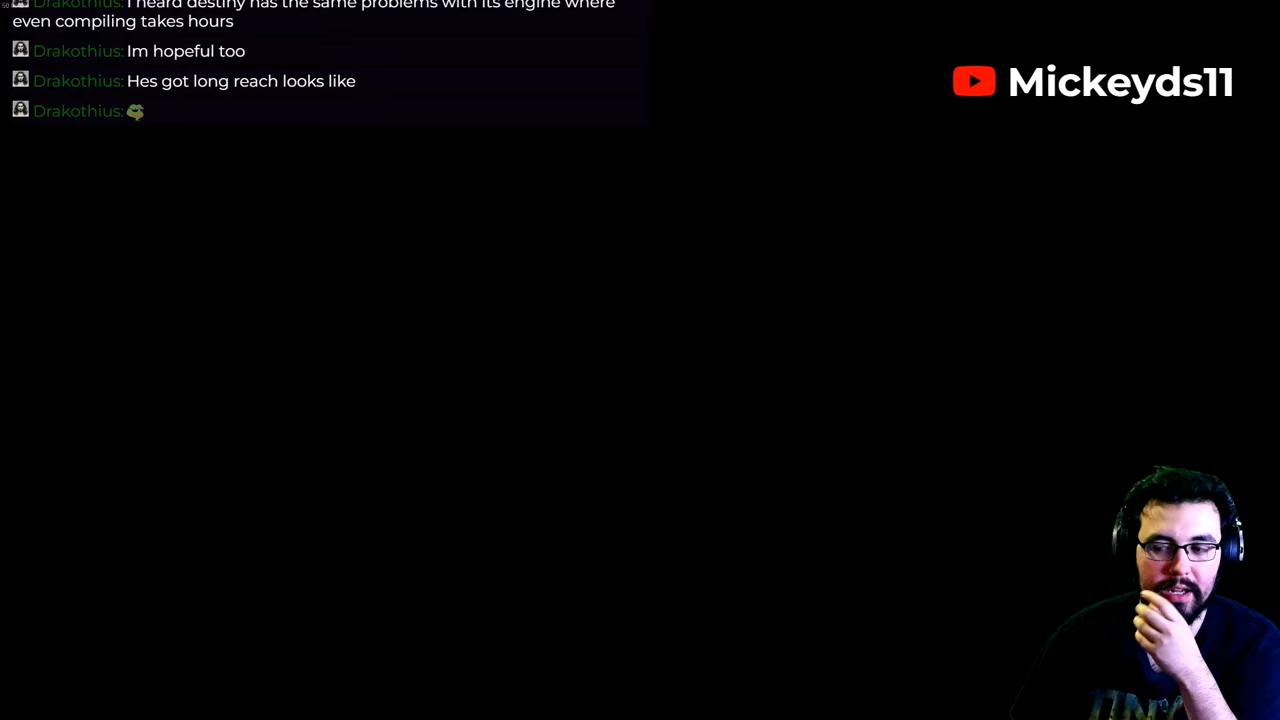 Drakothius: I heard destiny has the same problems with its engine where
even compiling takes hours
Drakothius: Im hopeful too
Drakothius: Hes got long reach looks like
Drakothius:
Mickeyds11